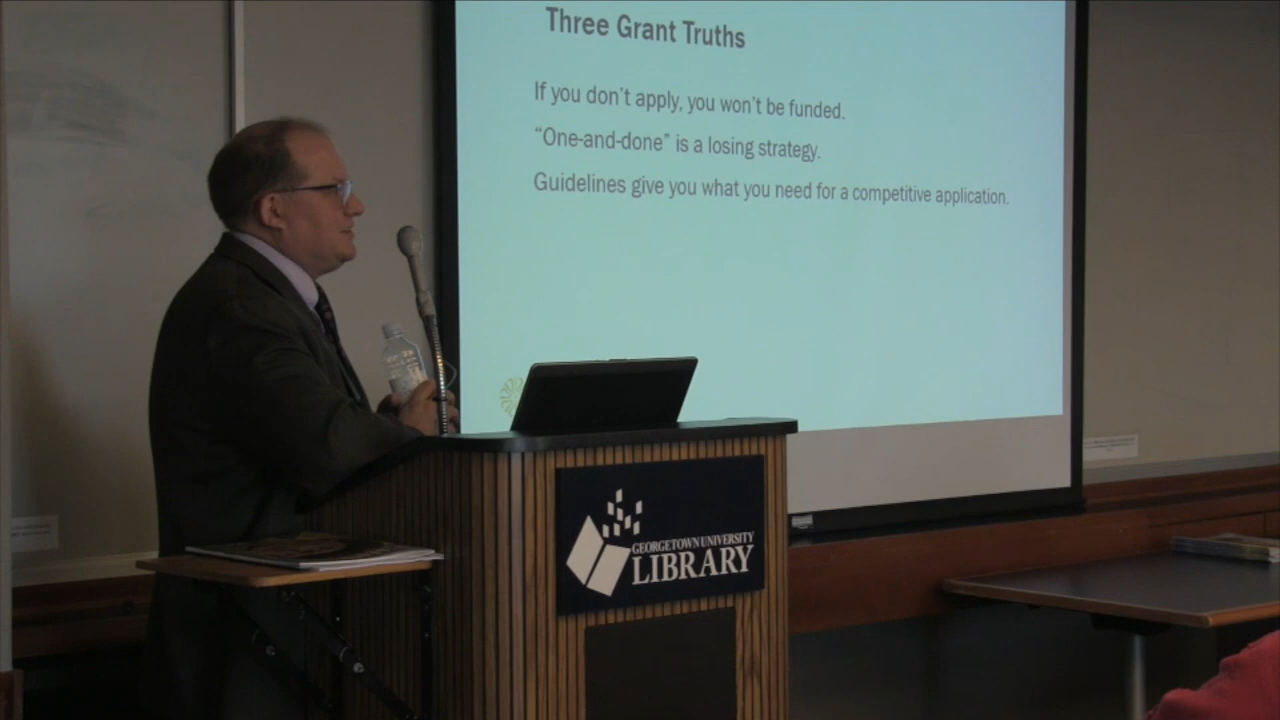 Three Grant Truths
If you don't apply, you won't be funded.
“One-and-done” is a losing strategy.
Guidelines give you what you need for a competitive application.
GEORGETOWN UNIVERSITY
LIBRARY